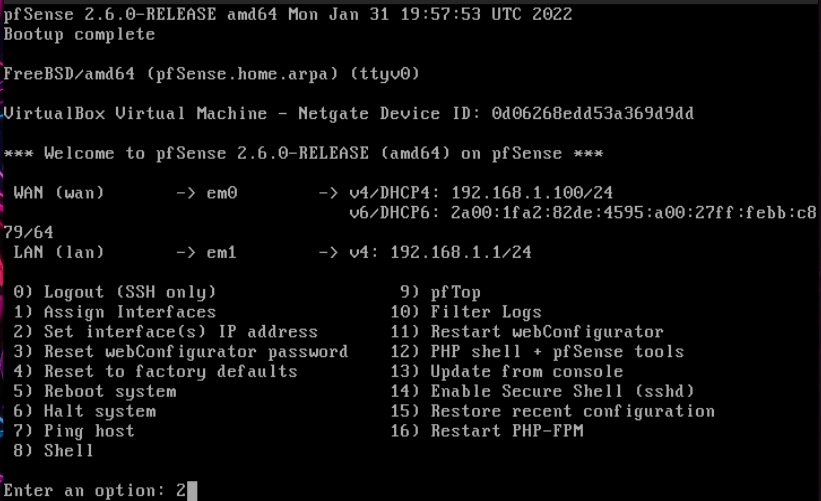 pfSense 2.6.0-RELEASE amd64 Mon Jan 31 19:57:53 UTC 2022
Bootup complete
FreeBSD/amd64 (pfSense.home.arpa) (ttyv0)
VirtualBox Virtual Machine - Netgate Device ID: 0d06268edd53a369d9dd
*** Welcome to pfSense 2.6.0-RELEASE (amd64) on pfSense ***
WAN (wan)       -> em0        -> v4/DHCP4: 192.168.1.100/24
v6/DHCP6: 2a00:1fa2:82de:4595:a00:27ff:febb:c8
79/64
LAN (lan)       -> em1        -> v4: 192.168.1.1/24
0) Logout (SSH only)                  9) pfTop
1) Assign Interfaces                 10) Filter Logs
2) Set interface(s) IP address       11) Restart webConfigurator
3) Reset webConfigurator password    12) PHP shell + pfSense tools
4) Reset to factory defaults         13) Update from console
5) Reboot system                     14) Enable Secure Shell (sshd)
6) Halt system                       15) Restore recent configuration
7) Ping host                         16) Restart PHP-FPM
8) Shell
Enter an option: 2